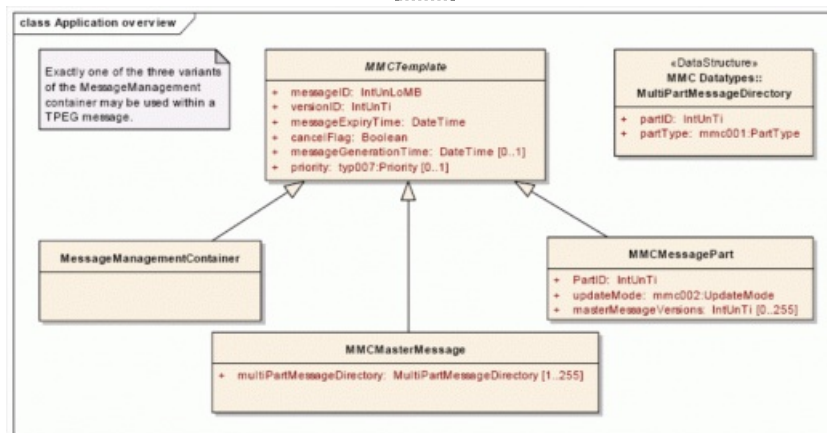 class Application overview
Exactly one of the three variants
of the MessageManagement
container may be used within a
TPEG message.
MMCTemplate
+ messageID: IntUnLoMB
+ versionID: IntUnTi
+ messageExpiryTime: DateTime
+ cancelFlag: Boolean
+ messageGenerationTime: DateTime [0..1]
+ priority: typ007:Priority [0..1]
«DataStructure»
MMC Datatypes::
MultiPartMessageDirectory
+ partID: IntUnTi
+ partType: mmc001:PartType
MessageManagementContainer
MMCMessagePart
+ PartID: IntUnTi
+ updateMode: mmc002:UpdateMode
+ masterMessageVersions: IntUnTi [0..255]
MMCMasterMessage
+ multiPartMessageDirectory: MultiPartMessageDirectory [1..255]